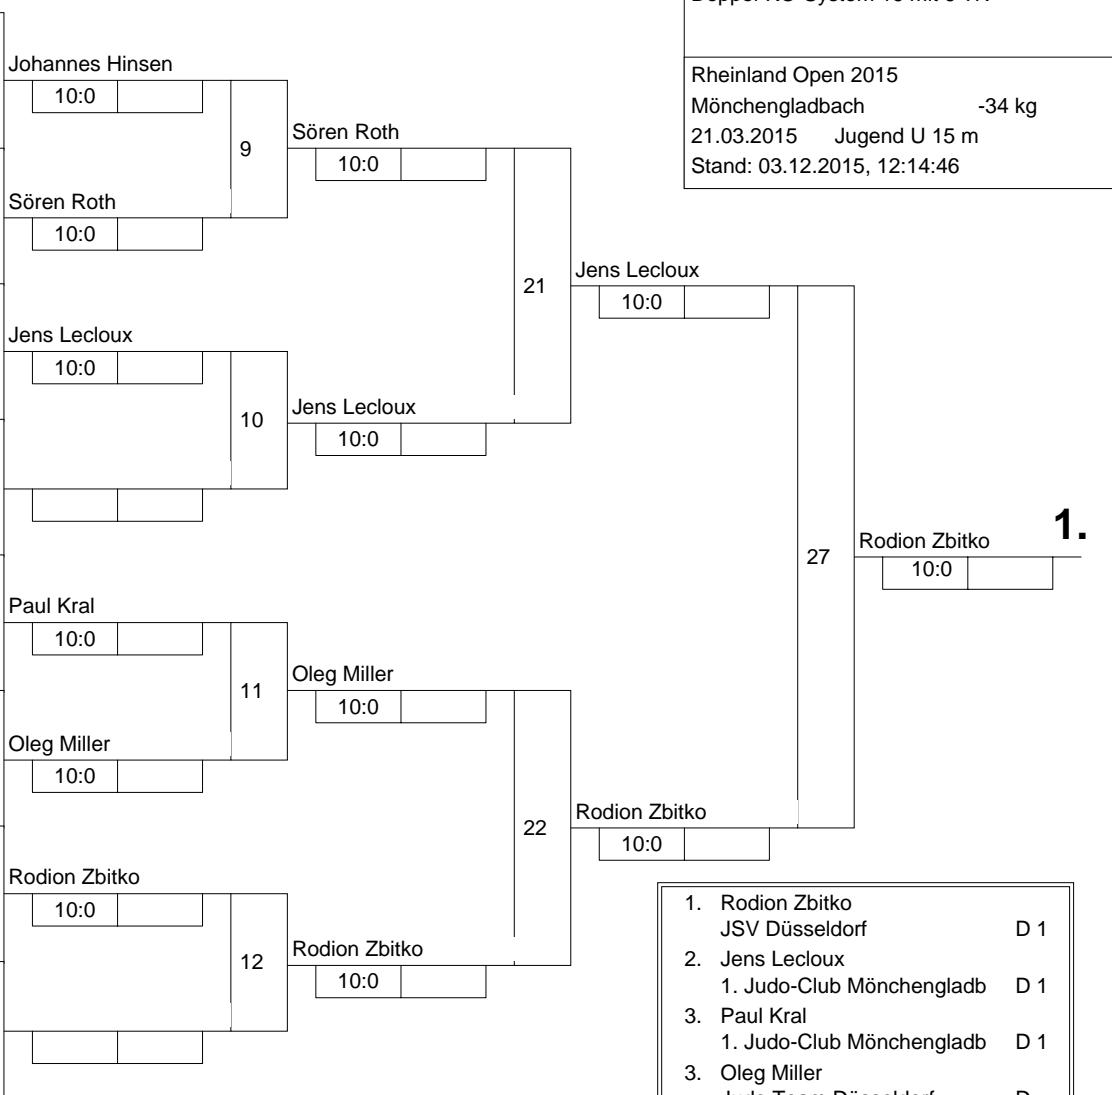 Rheinland Open 2015
Mönchengladbach -34 kg
21.03.2015 Jugend U 15 m
Stand: 03.12.2015, 12:14:46
Johannes Hinsen
10:0
9
Sören Roth
10:0
Sören Roth
10:0
21
Jens Lecloux
10:0
Jens Lecloux
10:0
10
Jens Lecloux
10:0
27
Rodion Zbitko
10:0
1.
Paul Kral
10:0
11
Oleg Miller
10:0
Oleg Miller
10:0
22
Rodion Zbitko
10:0
Rodion Zbitko
10:0
12
Rodion Zbitko
10:0
1. Rodion Zbitko
JSV Düsseldorf D 1
2. Jens Lecloux
1. Judo-Club Mönchengladb D 1
3. Paul Kral
1. Judo-Club Mönchengladb D 1
3. Oleg Miller